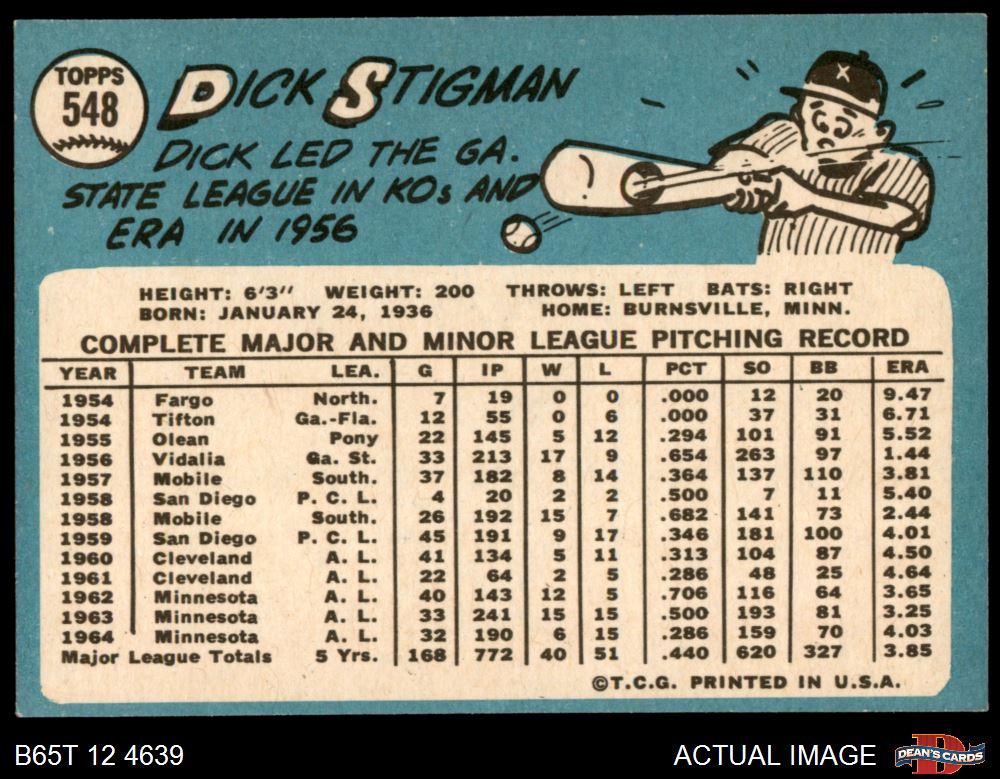 TOPPS
548
DICK STIGMAN
DICK LED THE GA.
STATE LEAGUE IN KOs AND
ERA IN 1956
HEIGHT: 6'3" WEIGHT: 200 THROWS: LEFT BATS: RIGHT
BORN: JANUARY 24, 1936 HOME: BURNSVILLE, MINN.
COMPLETE MAJOR AND MINOR LEAGUE PITCHING RECORD
YEAR TEAM LEA. G IP W L PCT SO BB ERA
1954 Fargo North. 7 19 0 0 .000 12 20 9.47
1954 Tifton Ga.-Fla. 12 55 0 6 .000 37 31 6.71
1955 Olean Pony 22 145 5 12 .294 101 91 5.52
1956 Vidalia Ga. St. 33 213 17 9 .654 263 97 1.44
1957 Mobile South. 37 182 8 14 .364 137 110 3.81
1958 San Diego P. C. L. 4 20 2 2 .500 7 11 5.40
1958 Mobile South. 26 192 15 7 .682 141 73 2.44
1959 San Diego P. C. L. 45 191 9 17 .346 181 100 4.01
1960 Cleveland A. L. 41 134 5 11 .313 104 87 4.50
1961 Cleveland A. L. 22 64 2 5 .286 48 25 4.64
1962 Minnesota A. L. 40 143 12 5 .706 116 64 3.65
1963 Minnesota A. L. 33 241 15 15 .500 193 81 3.25
1964 Minnesota A. L. 32 190 6 15 .286 159 70 4.03
Major League Totals 5 Yrs. 168 772 40 51 .440 620 327 3.85
©T.C.G. PRINTED IN U.S.A.
B65T 12 4639 ACTUAL IMAGE DEAN'S CARDS